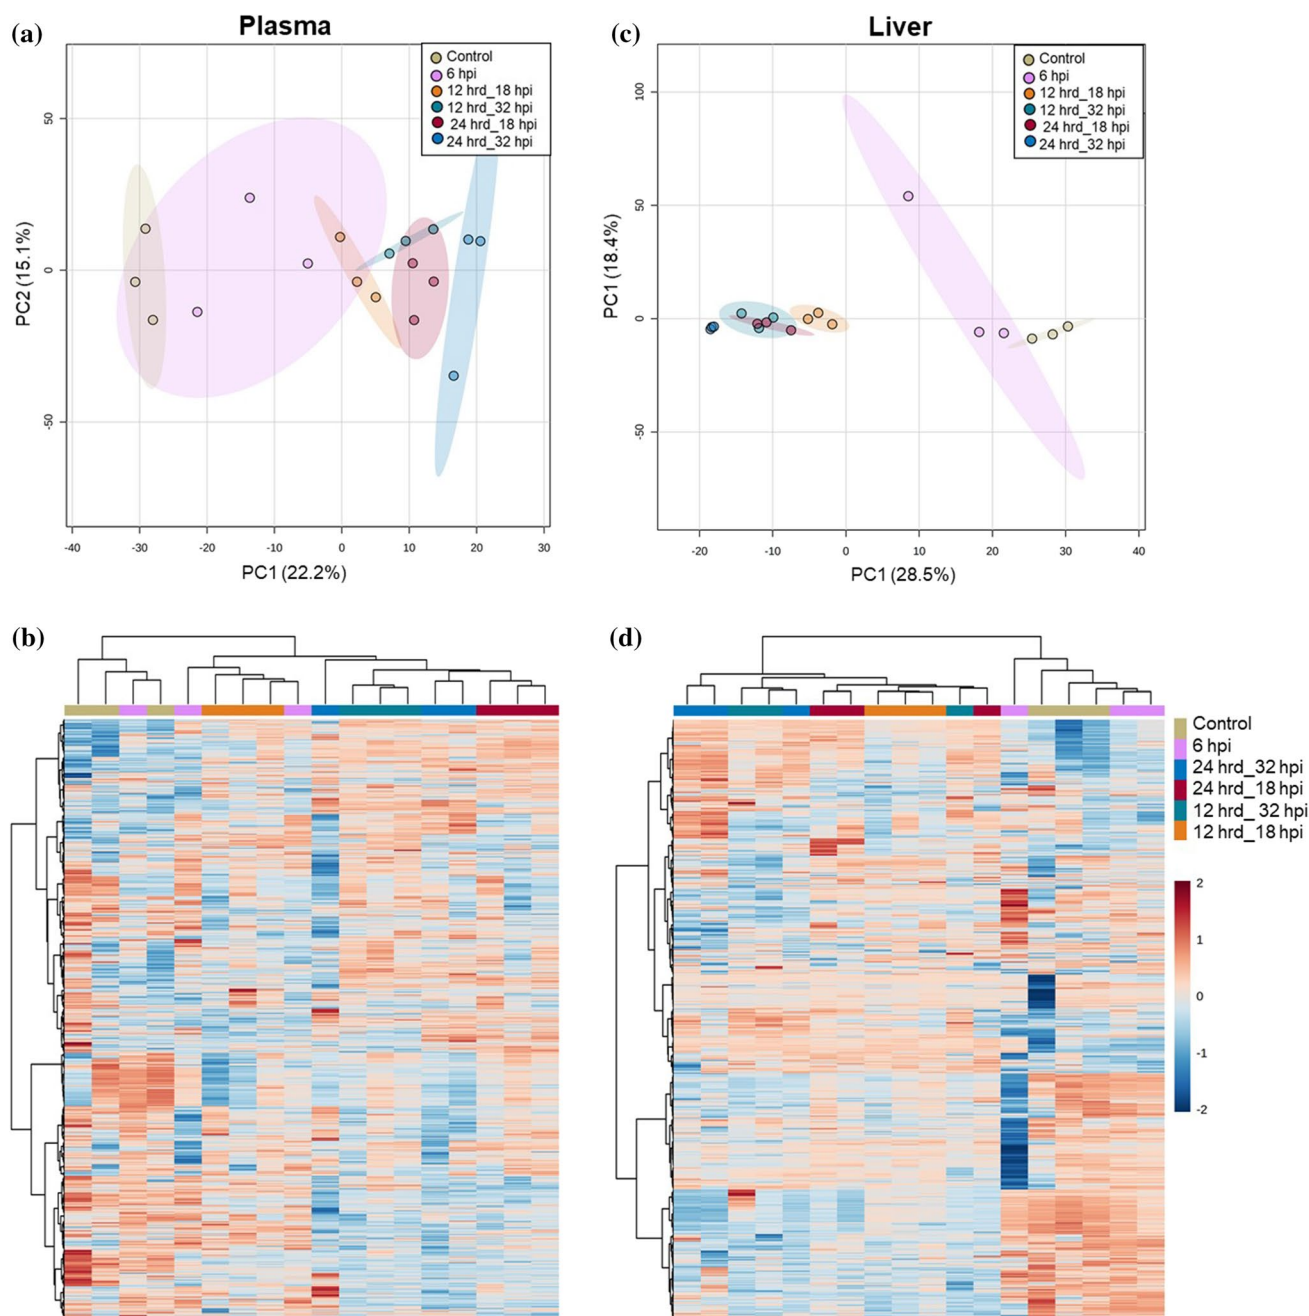 (a)
Plasma
Control
6 hpi
12 hrd_18 hpi
12 hrd_32 hpi
24 hrd_18 hpi
24 hrd_32 hpi
PC2 (15.1%)
50
0
-50
-40 -30 -20 -10 0 10 20 30
PC1 (22.2%)
(c)
Liver
Control
6 hpi
12 hrd_18 hpi
12 hrd_32 hpi
24 hrd_18 hpi
24 hrd_32 hpi
PC1 (18.4%)
100
50
0
-50
-20 -10 0 10 20 30 40
PC1 (28.5%)
(b)
(d)
Control
6 hpi
24 hrd_32 hpi
24 hrd_18 hpi
12 hrd_32 hpi
12 hrd_18 hpi
2
1
0
-1
-2